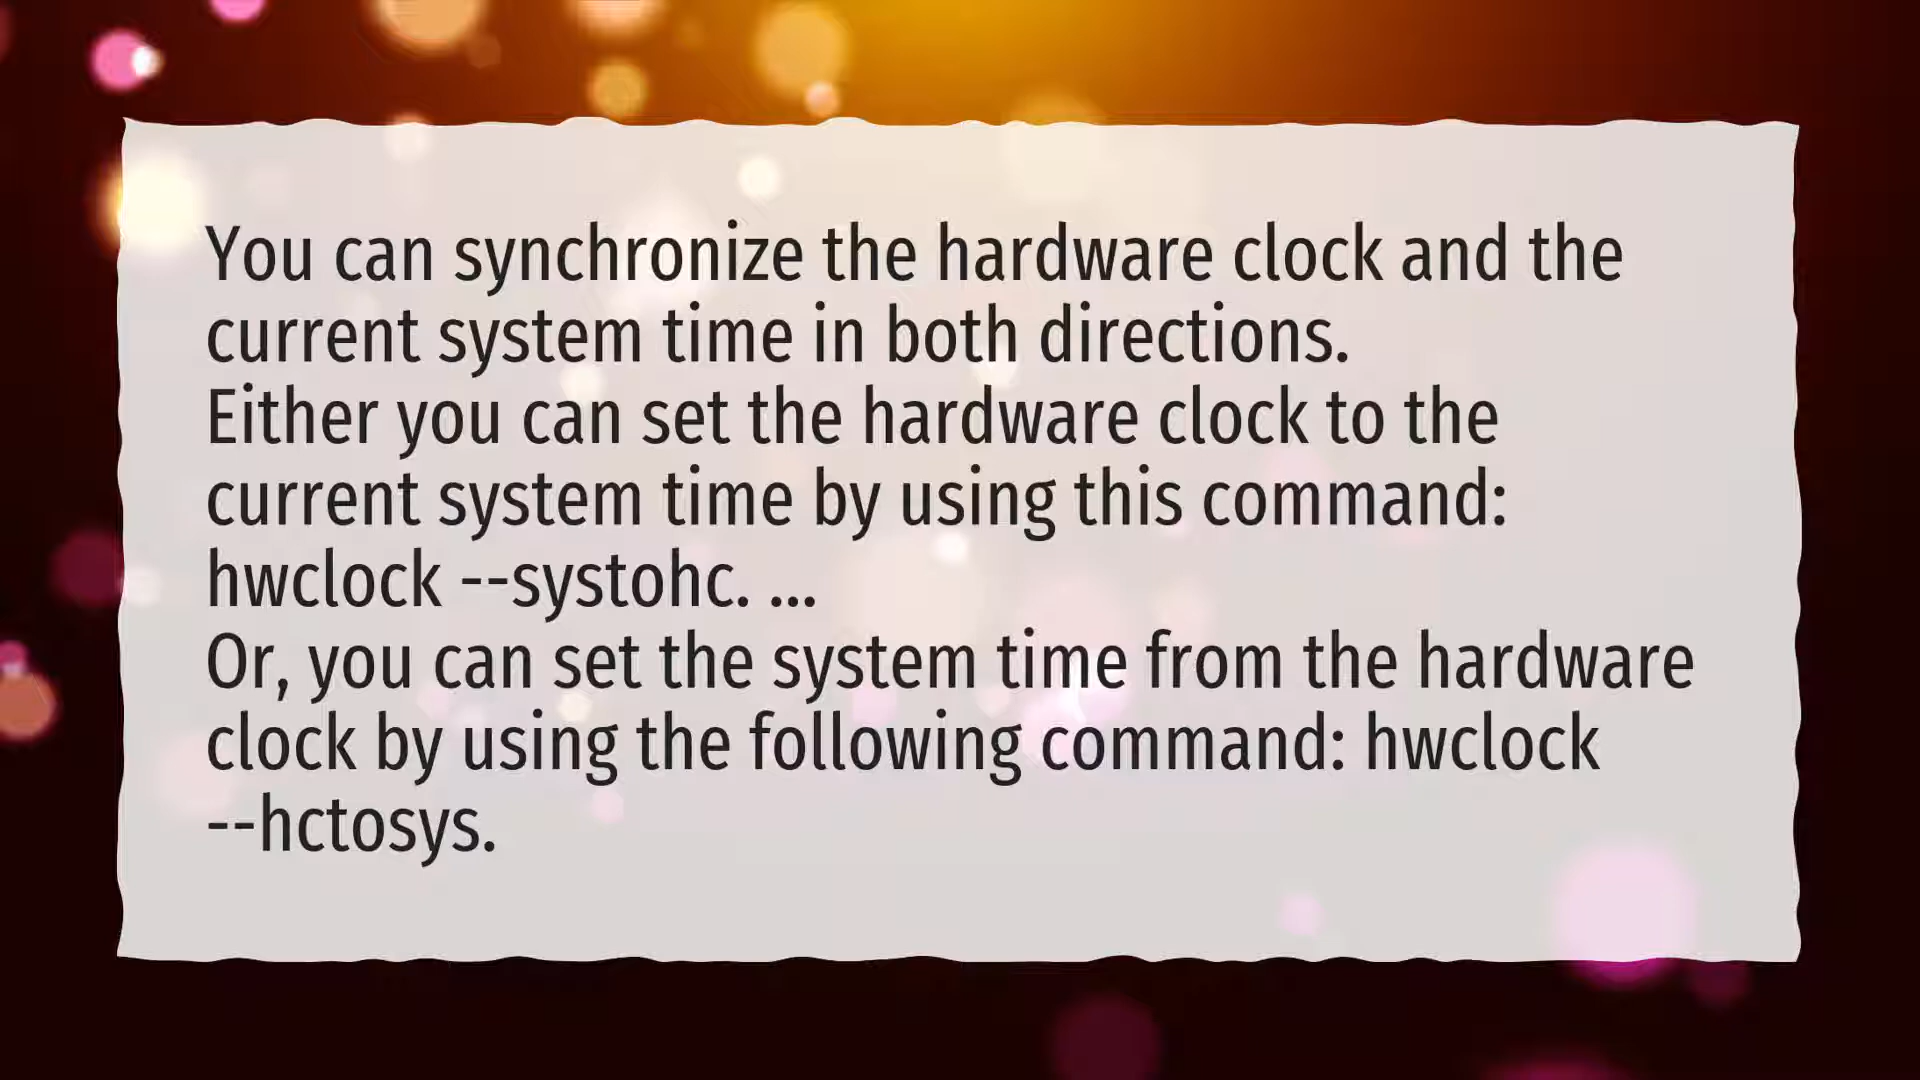 You can synchronize the hardware clock and the
current system time in both directions.
Either you can set the hardware clock to the
current system time by using this command:
hwclock --systohc. ...
Or, you can set the system time from the hardware
clock by using the following command: hwclock
--hctosys.